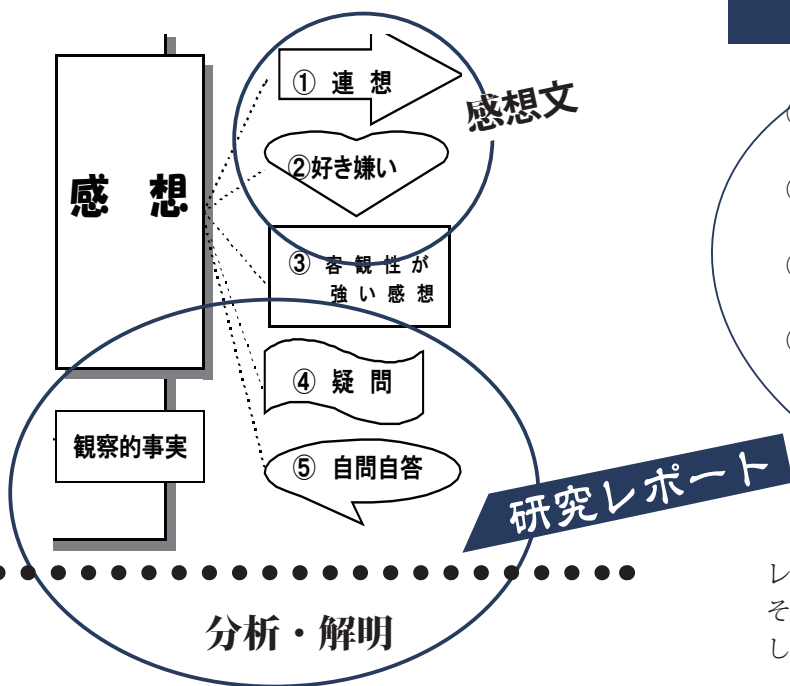 ① 連 想
感想文
②好き嫌い
感 想
③ 客 観 性 が
強 い 感 想
④ 疑 問
観察的事実
⑤ 自問自答
研究レポート
分析・解明
レ
そ
し